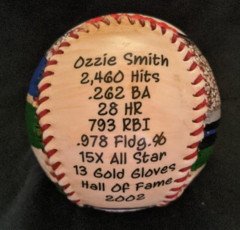 Ozzie Smith
2,460 Hits
.262 BA
28 HR
793 RBI
.978 Fldg.%
15X All Star
13 Gold Gloves
Hall Of Fame
2002